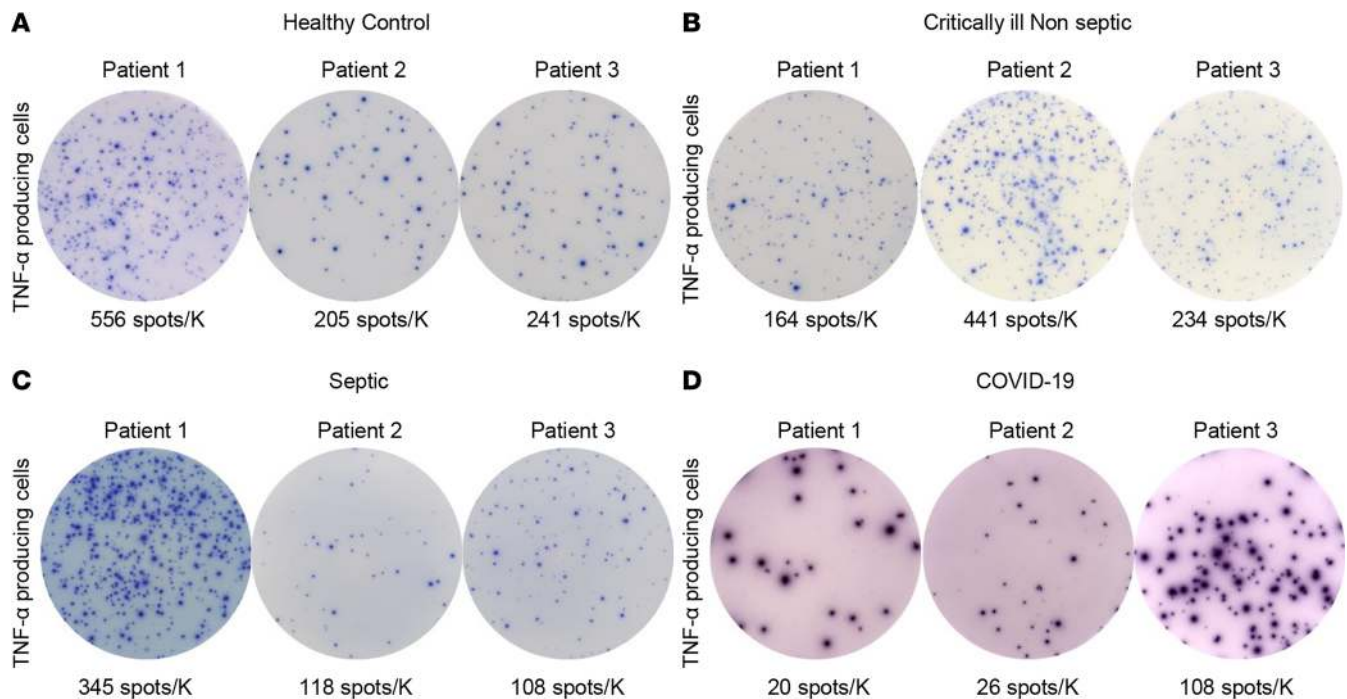 A
Healthy Control
Patient 1
Patient 2
Patient 3
TNF-α producing cells
556 spots/K
205 spots/K
241 spots/K
B
Critically ill Non septic
Patient 1
Patient 2
Patient 3
TNF-α producing cells
164 spots/K
441 spots/K
234 spots/K
C
Septic
Patient 1
Patient 2
Patient 3
TNF-α producing cells
345 spots/K
118 spots/K
108 spots/K
D
COVID-19
Patient 1
Patient 2
Patient 3
TNF-α producing cells
20 spots/K
26 spots/K
108 spots/K